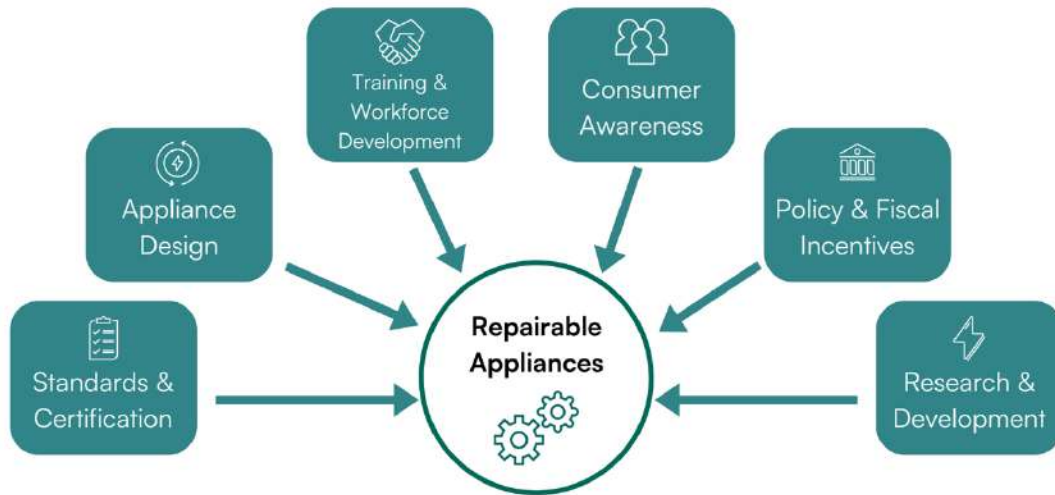 Training &
Workforce
Development
Consumer
Awareness
Appliance
Design
Policy & Fiscal
Incentives
Standards &
Certification
Repairable
Appliances
Research &
Development